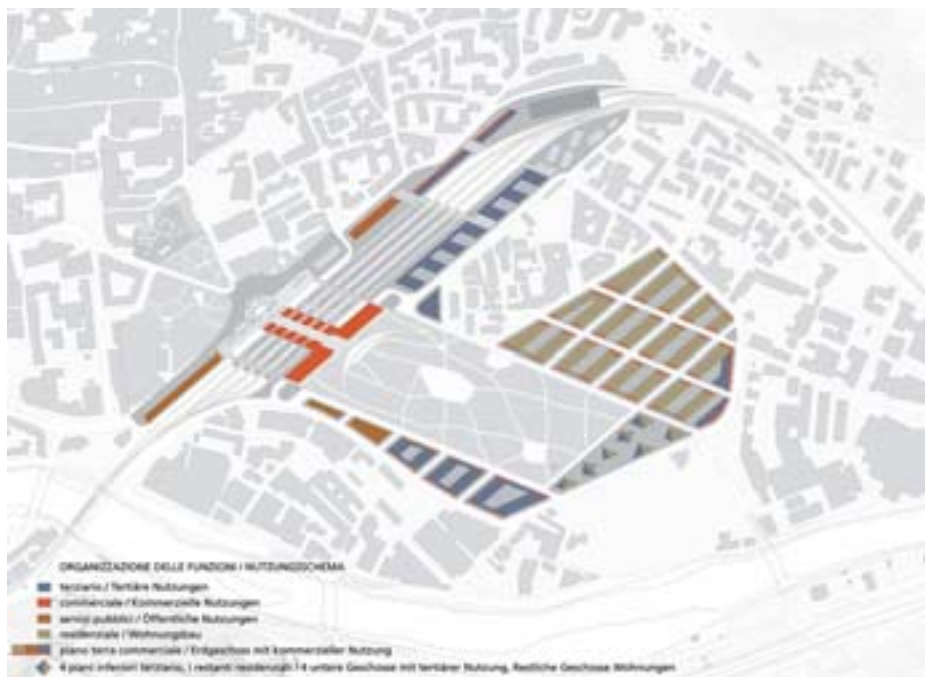 ORGANIZZAZIONE DELLE FUNZIONI / NUTZUNGSSCHEMA
terziario / Tertiäre Nutzungen
commerciale / Kommerzielle Nutzungen
servizi pubblici / Öffentliche Nutzungen
residenziale / Wohnungsbau
piano terra commerciale / Erdgeschoss mit kommerzieller Nutzung
4 piani inferiori terziario, i restanti residenziali / 4 untere Geschosse mit tertiärer Nutzung, Restliche Geschosse Wohnungen